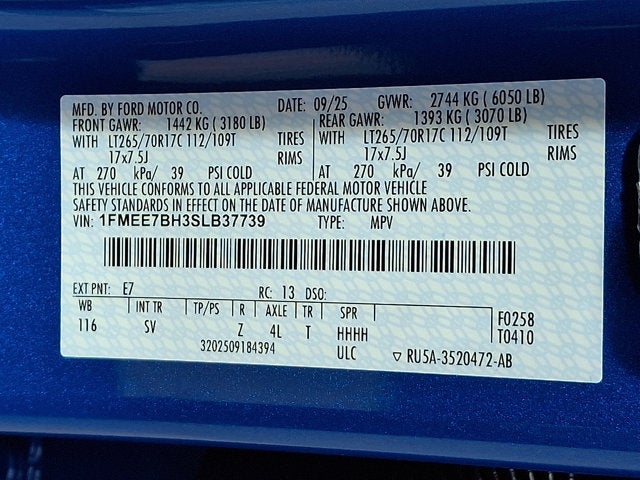 MFD. BY FORD MOTOR CO. DATE: 09/25 GVWR: 2744 KG ( 6050 LB)
FRONT GAWR: 1442 KG ( 3180 LB) REAR GAWR: 1393 KG ( 3070 LB)
WITH LT265/70R17C 112/109T TIRES WITH LT265/70R17C 112/109T TIRES
17x7.5J RIMS 17x7.5J RIMS
AT 270 kPa/ 39 PSI COLD AT 270 kPa/ 39 PSI COLD
THIS VEHICLE CONFORMS TO ALL APPLICABLE FEDERAL MOTOR VEHICLE
SAFETY STANDARDS IN EFFECT ON THE DATE OF MANUFACTURE SHOWN ABOVE.
VIN: 1FMEE7BH3SLB37739 TYPE: MPV
EXT PNT: E7 RC: 13 DSO:
WB INT TR TP/PS R AXLE TR SPR F0258
116 SV Z 4L T HHHH T0410
3202509184394 ULC ▽ RU5A-3520472-AB